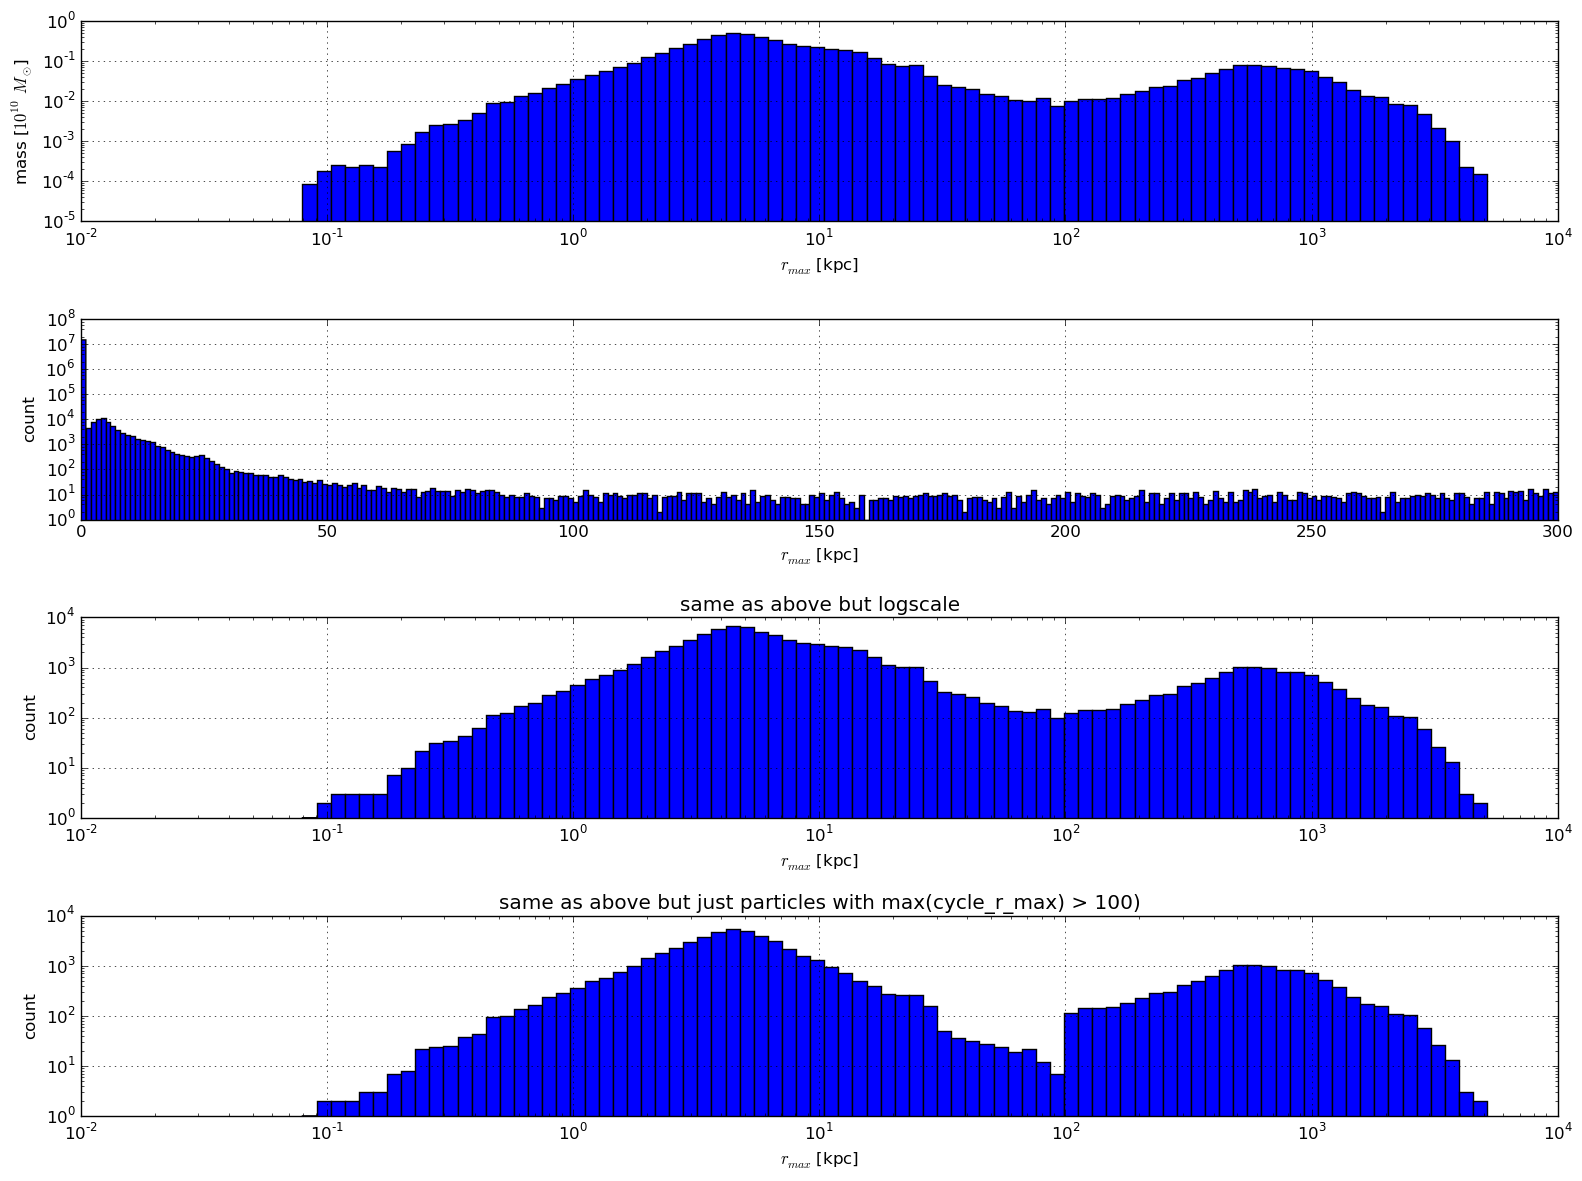 10^0
10^-1
10^-2
10^-3
10^-4
10^-5
mass [10^10 M_⊙]
10^-2 10^-1 10^0 10^1 10^2 10^3 10^4
r_max [kpc]
10^8
10^7
10^6
10^5
10^4
10^3
10^2
10^1
10^0
count
0 50 100 150 200 250 300
r_max [kpc]
same as above but logscale
10^4
10^3
10^2
10^1
10^0
count
10^-2 10^-1 10^0 10^1 10^2 10^3 10^4
r_max [kpc]
same as above but just particles with max(cycle_r_max) > 100)
10^4
10^3
10^2
10^1
10^0
count
10^-2 10^-1 10^0 10^1 10^2 10^3 10^4
r_max [kpc]